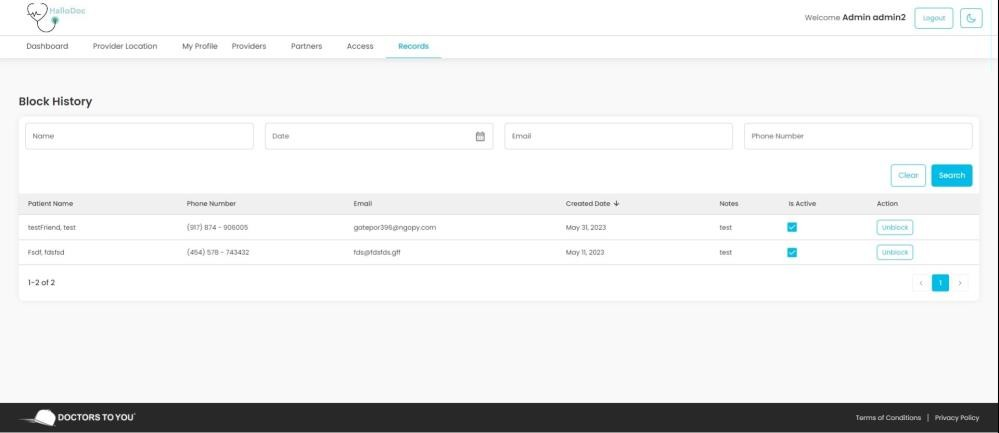 HalloDoc
Welcome Admin admin2 Logout
Dashboard Provider Location My Profile Providers Partners Access Records
Block History
Name Date Email Phone Number
Clear Search
Patient Name Phone Number Email Created Date Notes Is Active Action
testFriend, test (917) 874 - 906005 gatepor396@ngopy.com May 31, 2023 test Unblock
Fsdf, fdsfsd (454) 578 - 743432 fds@fdsfds.gff May 11, 2023 test Unblock
1-2 of 2 < 1 >
DOCTORS TO YOU Terms of Conditions | Privacy Policy